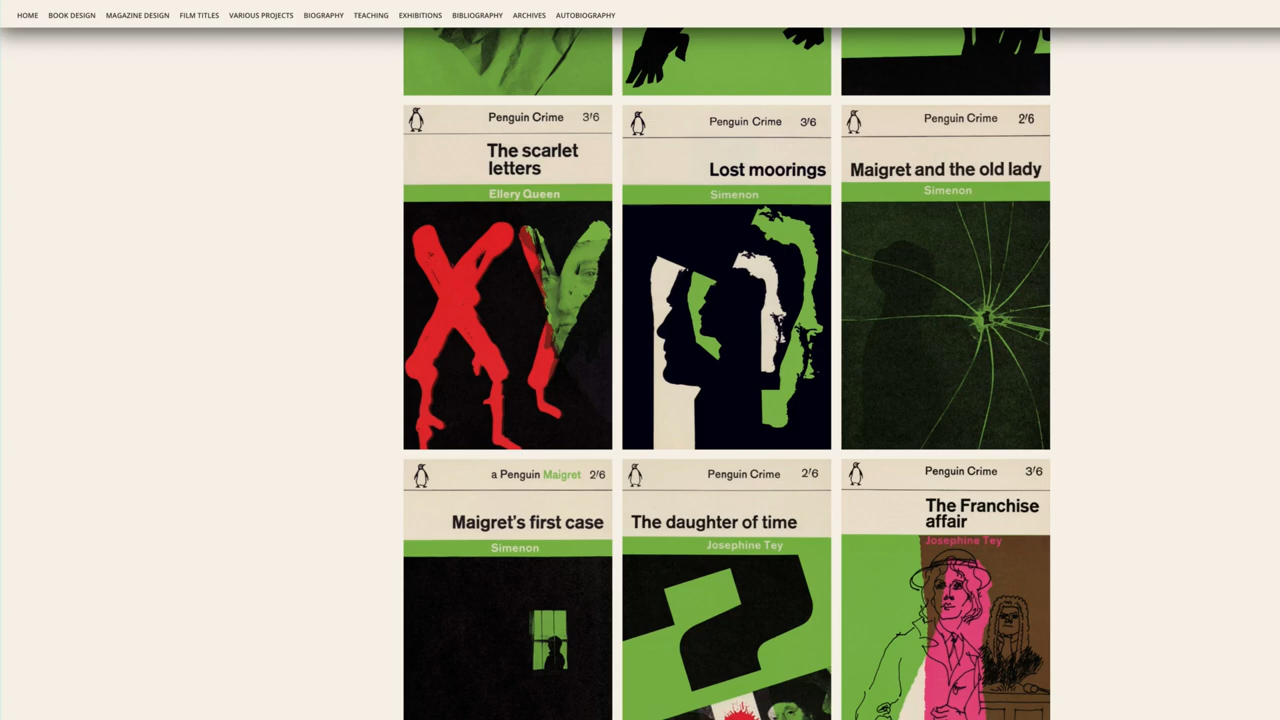 HOME BOOK DESIGN MAGAZINE DESIGN FILM TITLES VARIOUS PROJECTS BIOGRAPHY TEACHING EXHIBITIONS BIBLIOGRAPHY ARCHIVES AUTOBIOGRAPHY
Penguin Crime 3'6
The scarlet
letters
Ellery Queen
XY
Penguin Crime 3'6
Lost moorings
Simenon
Penguin Crime 2'6
Maigret and the old lady
Simenon
a Penguin Maigret 2'6
Maigret's first case
Simenon
Penguin Crime 2'6
The daughter of time
Josephine Tey
?
Penguin Crime 3'6
The Franchise
affair
Josephine Tey